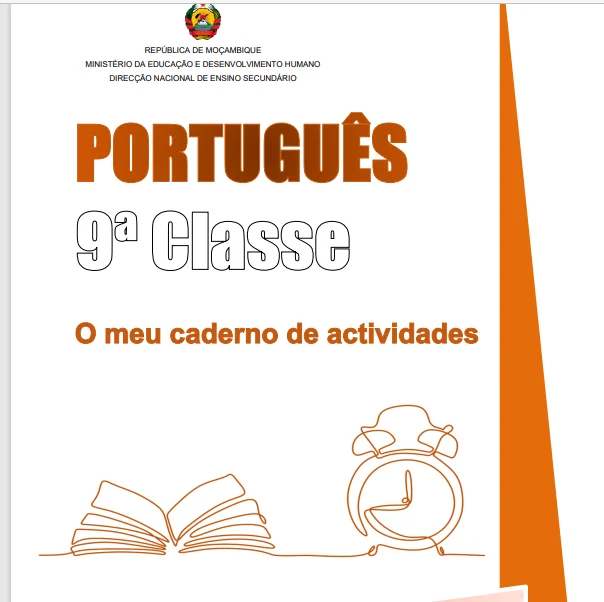 REPÚBLICA DE MOÇAMBIQUE
MINISTÉRIO DA EDUCAÇÃO E DESENVOLVIMENTO HUMANO
DIRECÇÃO NACIONAL DE ENSINO SECUNDÁRIO
PORTUGUÊS
9ª Classe
O meu caderno de actividades